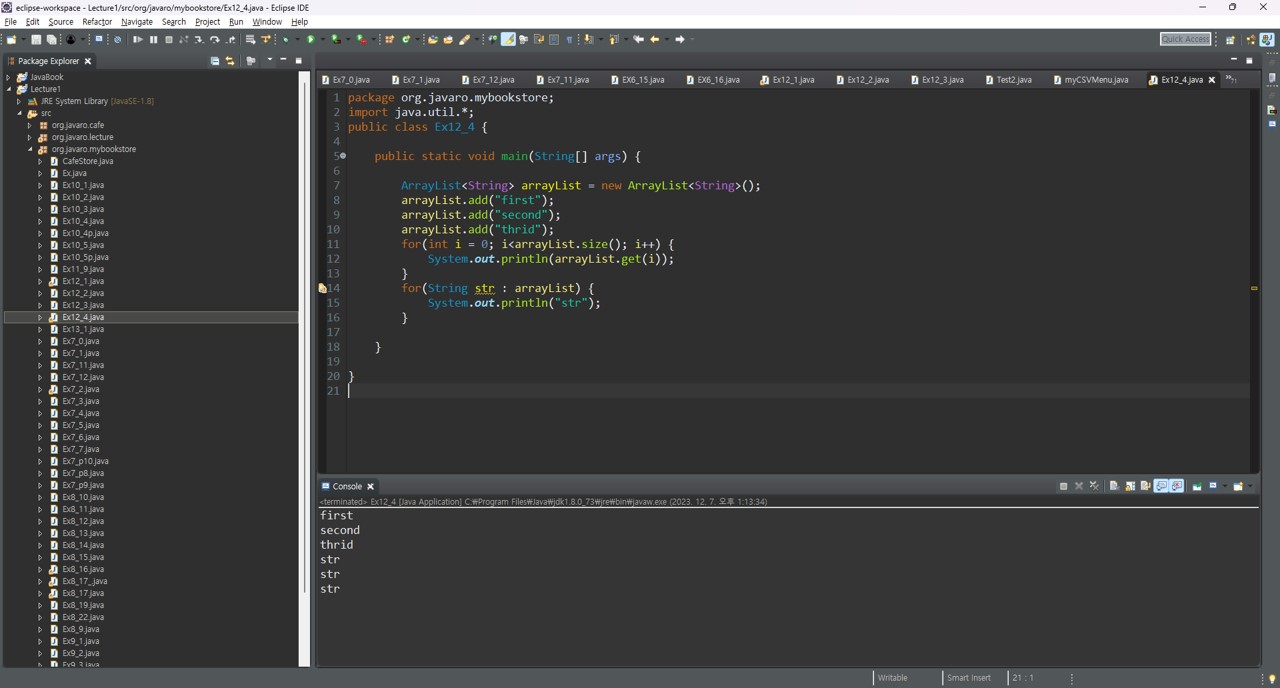 eclipse-workspace - Lecture1/src/org/javaro/mybookstore/Ex12_4.java - Eclipse IDE
File Edit Source Refactor Navigate Search Project Run Window Help
Quick Access
Package Explorer
Ex7_0.java Ex7_1.java Ex7_12.java Ex7_11.java EX6_15.java EX6_16.java Ex12_1.java Ex12_2.java Ex12_3.java Test2.java myCSVMenu.java Ex12_4.java
JavaBook
Lecture1
JRE System Library [JavaSE-1.8]
src
org.javaro.cafe
org.javaro.lecture
org.javaro.mybookstore
CafeStore.java
Ex.java
Ex10_1.java
Ex10_2.java
Ex10_3.java
Ex10_4.java
Ex10_4p.java
Ex10_5.java
Ex10_5p.java
Ex11_9.java
Ex12_1.java
Ex12_2.java
Ex12_3.java
Ex12_4.java
Ex13_1.java
Ex7_0.java
Ex7_1.java
Ex7_11.java
Ex7_12.java
Ex7_2.java
Ex7_3.java
Ex7_4.java
Ex7_5.java
Ex7_6.java
Ex7_7.java
Ex7_p10.java
Ex7_p8.java
Ex7_p9.java
Ex8_10.java
Ex8_11.java
Ex8_12.java
Ex8_13.java
Ex8_14.java
Ex8_15.java
Ex8_16.java
Ex8_17_.java
Ex8_17.java
Ex8_19.java
Ex8_22.java
Ex8_9.java
Ex9_1.java
Ex9_2.java
Ex9_3.java
1 package org.javaro.mybookstore;
2 import java.util.*;
3 public class Ex12_4 {
4
5 public static void main(String[] args) {
6
7 ArrayList<String> arrayList = new ArrayList<String>();
8 arrayList.add("first");
9 arrayList.add("second");
10 arrayList.add("thrid");
11 for(int i = 0; i<arrayList.size(); i++) {
12 System.out.println(arrayList.get(i));
13 }
14 for(String str : arrayList) {
15 System.out.println("str");
16 }
17
18 }
19
20 }
21
Console
<terminated> Ex12_4 [Java Application] C:₩Program Files₩Java₩jdk1.8.0_73₩jre₩bin₩javaw.exe (2023. 12. 7. 오후 1:13:34)
first
second
thrid
str
str
str
Writable Smart Insert 21 : 1